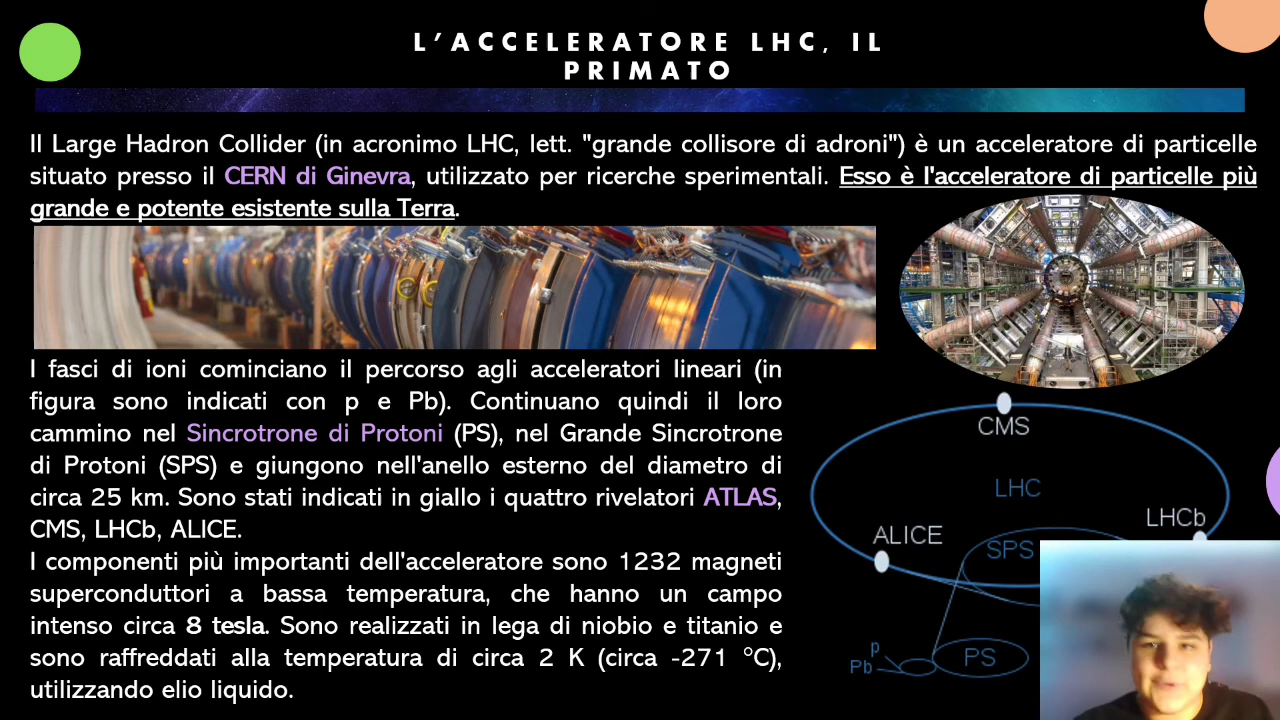 L'ACCELERATORE LHC, IL
PRIMATO
Il Large Hadron Collider (in acronimo LHC, lett. "grande collisore di adroni") è un acceleratore di particelle
situato presso il CERN di Ginevra, utilizzato per ricerche sperimentali. Esso è l'acceleratore di particelle più
grande e potente esistente sulla Terra.
I fasci di ioni cominciano il percorso agli acceleratori lineari (in
figura sono indicati con p e Pb). Continuano quindi il loro
cammino nel Sincrotrone di Protoni (PS), nel Grande Sincrotrone
di Protoni (SPS) e giungono nell'anello esterno del diametro di
circa 25 km. Sono stati indicati in giallo i quattro rivelatori ATLAS,
CMS, LHCb, ALICE.
I componenti più importanti dell'acceleratore sono 1232 magneti
superconduttori a bassa temperatura, che hanno un campo
intenso circa 8 tesla. Sono realizzati in lega di niobio e titanio e
sono raffreddati alla temperatura di circa 2 K (circa -271 °C),
utilizzando elio liquido.
CMS
LHC
LHCb
ALICE
SPS
p
Pb
PS